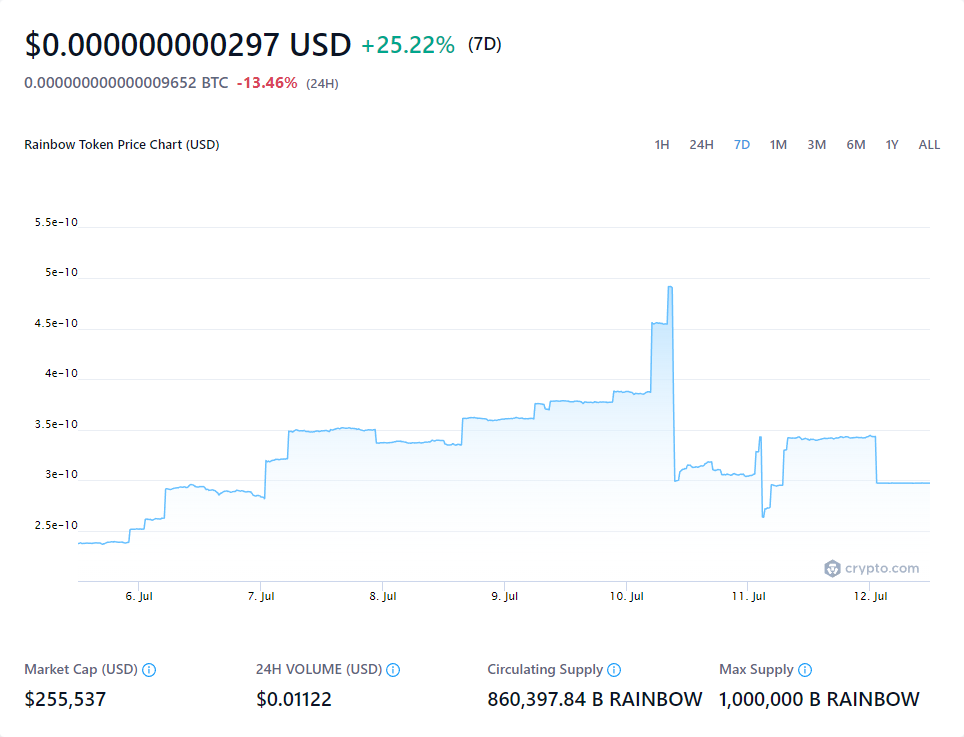 $0.000000000297 USD +25.22% (7D)
0.000000000000009652 BTC -13.46% (24H)
Rainbow Token Price Chart (USD) 1H 24H 7D 1M 3M 6M 1Y ALL
5.5e-10
5e-10
4.5e-10
4e-10
3.5e-10
3e-10
2.5e-10
crypto.com
6. Jul 7. Jul 8. Jul 9. Jul 10. Jul 11. Jul 12. Jul
Market Cap (USD) 24H VOLUME (USD) Circulating Supply Max Supply
$255,537 $0.01122 860,397.84 B RAINBOW 1,000,000 B RAINBOW